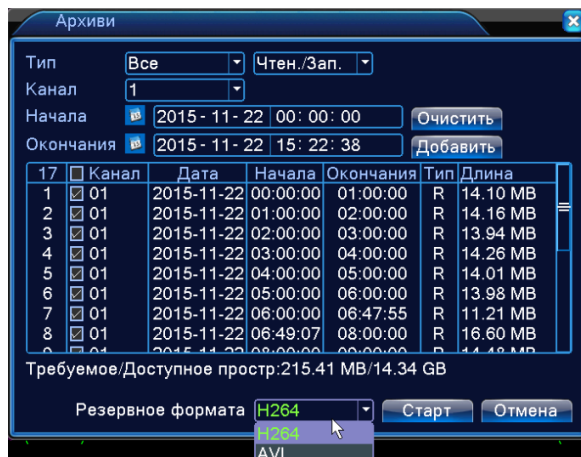 Архиви
Тип Все Чтен./Зап.
Канал 1
Начала 2015 - 11 - 22 00: 00: 00 Очистить
Окончания 2015 - 11 - 22 15: 22: 38 Добавить
17 Канал Дата Начала Окончания Тип Длина
1 01 2015-11-22 00:00:00 01:00:00 R 14.10 MB
2 01 2015-11-22 01:00:00 02:00:00 R 14.16 MB
3 01 2015-11-22 02:00:00 03:00:00 R 13.94 MB
4 01 2015-11-22 03:00:00 04:00:00 R 14.26 MB
5 01 2015-11-22 04:00:00 05:00:00 R 14.01 MB
6 01 2015-11-22 05:00:00 06:00:00 R 13.98 MB
7 01 2015-11-22 06:00:00 06:47:55 R 11.21 MB
8 01 2015-11-22 06:49:07 08:00:00 R 16.60 MB
Требуемое/Доступное простр:215.41 MB/14.34 GB
Резервное формата H264 Старт Отмена
H264
AVI